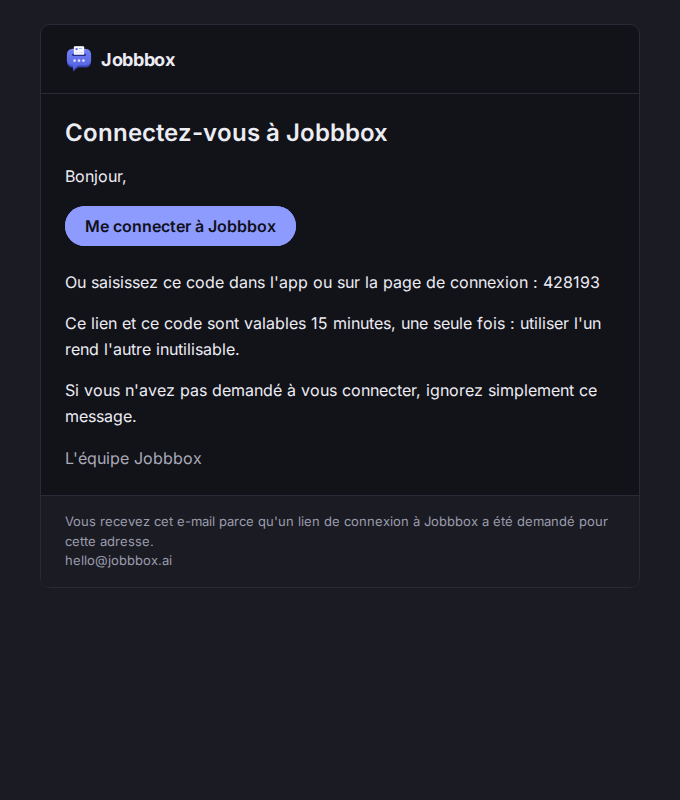 Jobbbox
Connectez-vous à Jobbbox
Bonjour,
Me connecter à Jobbbox
Ou saisissez ce code dans l'app ou sur la page de connexion : 428193
Ce lien et ce code sont valables 15 minutes, une seule fois : utiliser l'un
rend l'autre inutilisable.
Si vous n'avez pas demandé à vous connecter, ignorez simplement ce
message.
L'équipe Jobbbox
Vous recevez cet e-mail parce qu'un lien de connexion à Jobbbox a été demandé pour
cette adresse.
hello@jobbbox.ai